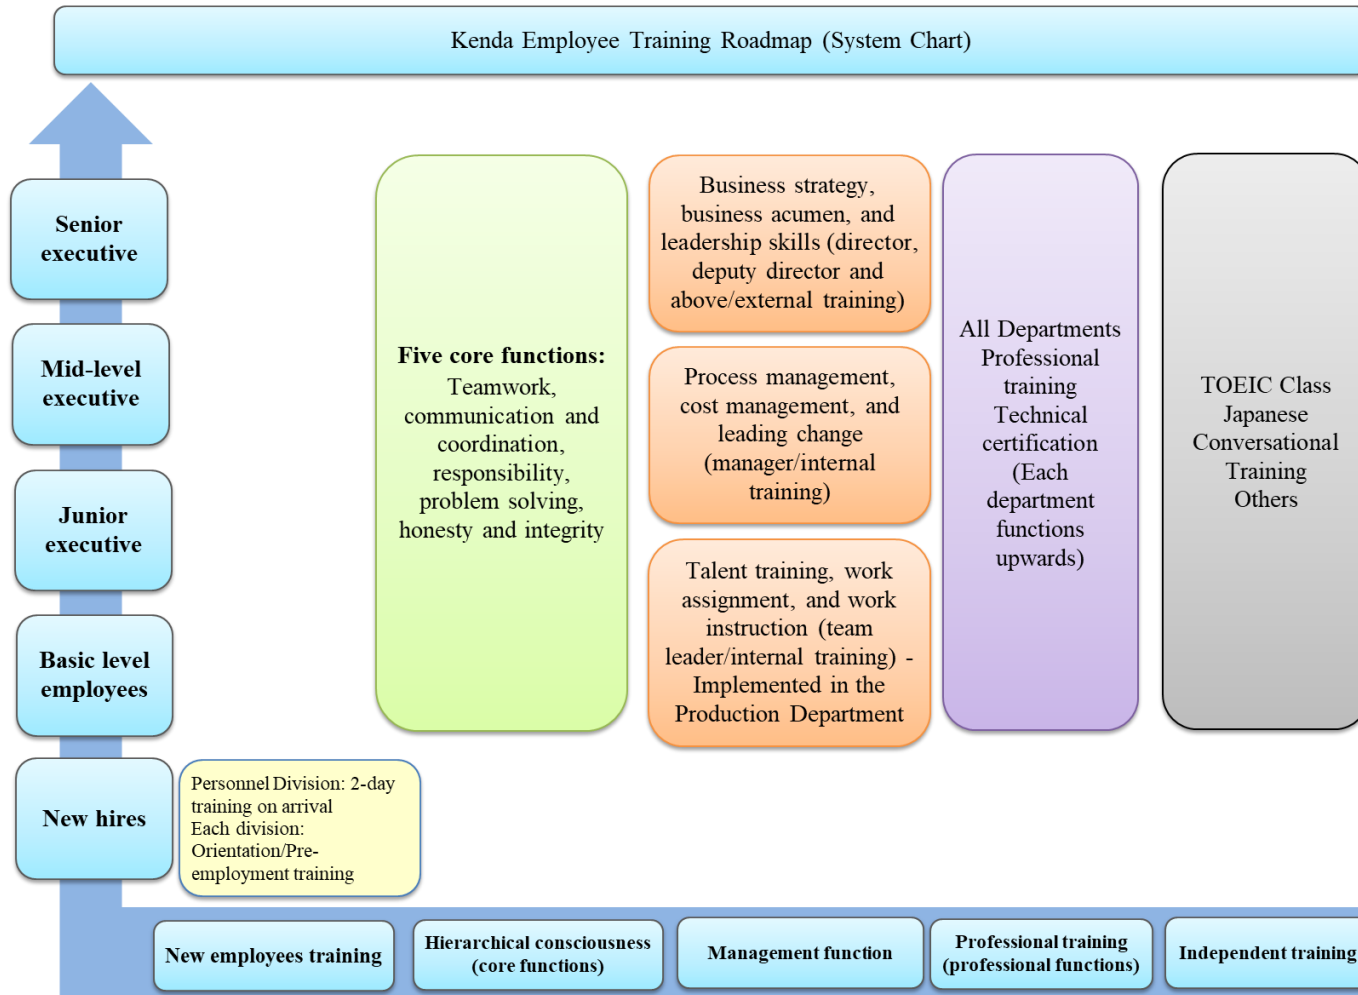 Kenda Employee Training Roadmap (System Chart)
Senior
executive
Mid-level
executive
Junior
executive
Basic level
employees
New hires
Personnel Division: 2-day
training on arrival
Each division:
Orientation/Pre-
employment training
Five core functions:
Teamwork,
communication and
coordination,
responsibility,
problem solving,
honesty and integrity
Business strategy,
business acumen, and
leadership skills (director,
deputy director and
above/external training)
Process management,
cost management, and
leading change
(manager/internal
training)
Talent training, work
assignment, and work
instruction (team
leader/internal training) -
Implemented in the
Production Department
All Departments
Professional
training
Technical
certification
(Each
department
functions
upwards)
TOEIC Class
Japanese
Conversational
Training
Others
New employees training
Hierarchical consciousness
(core functions)
Management function
Professional training
(professional functions)
Independent training